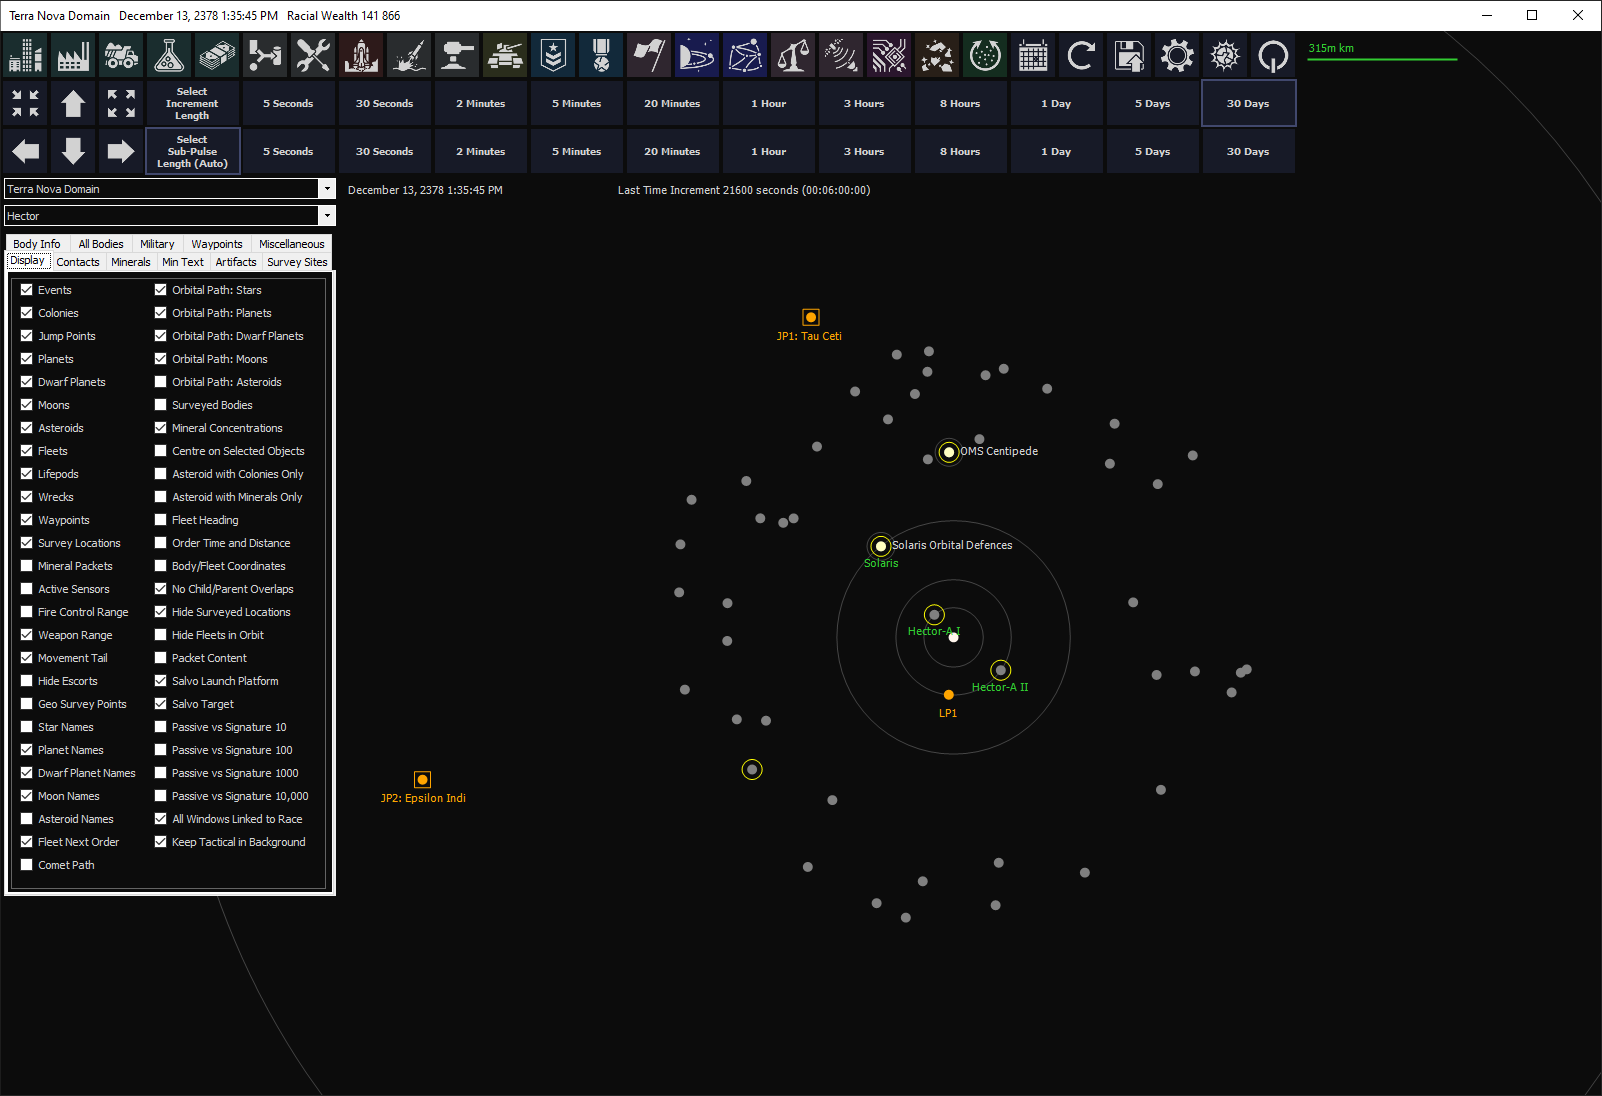 Terra Nova Domain   December 13, 2378 1:35:45 PM   Racial Wealth 141 866
315m km
Select Increment Length
5 Seconds
30 Seconds
2 Minutes
5 Minutes
20 Minutes
1 Hour
3 Hours
8 Hours
1 Day
5 Days
30 Days
Select Sub-Pulse Length (Auto)
5 Seconds
30 Seconds
2 Minutes
5 Minutes
20 Minutes
1 Hour
3 Hours
8 Hours
1 Day
5 Days
30 Days
Terra Nova Domain
December 13, 2378 1:35:45 PM
Last Time Increment 21600 seconds (00:06:00:00)
Hector
Body Info
All Bodies
Military
Waypoints
Miscellaneous
Display
Contacts
Minerals
Min Text
Artifacts
Survey Sites
Events
Colonies
Jump Points
Planets
Dwarf Planets
Moons
Asteroids
Fleets
Lifepods
Wrecks
Waypoints
Survey Locations
Mineral Packets
Active Sensors
Fire Control Range
Weapon Range
Movement Tail
Hide Escorts
Geo Survey Points
Star Names
Planet Names
Dwarf Planet Names
Moon Names
Asteroid Names
Fleet Next Order
Comet Path
Orbital Path: Stars
Orbital Path: Planets
Orbital Path: Dwarf Planets
Orbital Path: Moons
Orbital Path: Asteroids
Surveyed Bodies
Mineral Concentrations
Centre on Selected Objects
Asteroid with Colonies Only
Asteroid with Minerals Only
Fleet Heading
Order Time and Distance
Body/Fleet Coordinates
No Child/Parent Overlaps
Hide Surveyed Locations
Hide Fleets in Orbit
Packet Content
Salvo Launch Platform
Salvo Target
Passive vs Signature 10
Passive vs Signature 100
Passive vs Signature 1000
Passive vs Signature 10,000
All Windows Linked to Race
Keep Tactical in Background
JP1: Tau Ceti
OMS Centipede
Solaris Orbital Defences
Solaris
Hector-A I
Hector-A II
LP1
JP2: Epsilon Indi